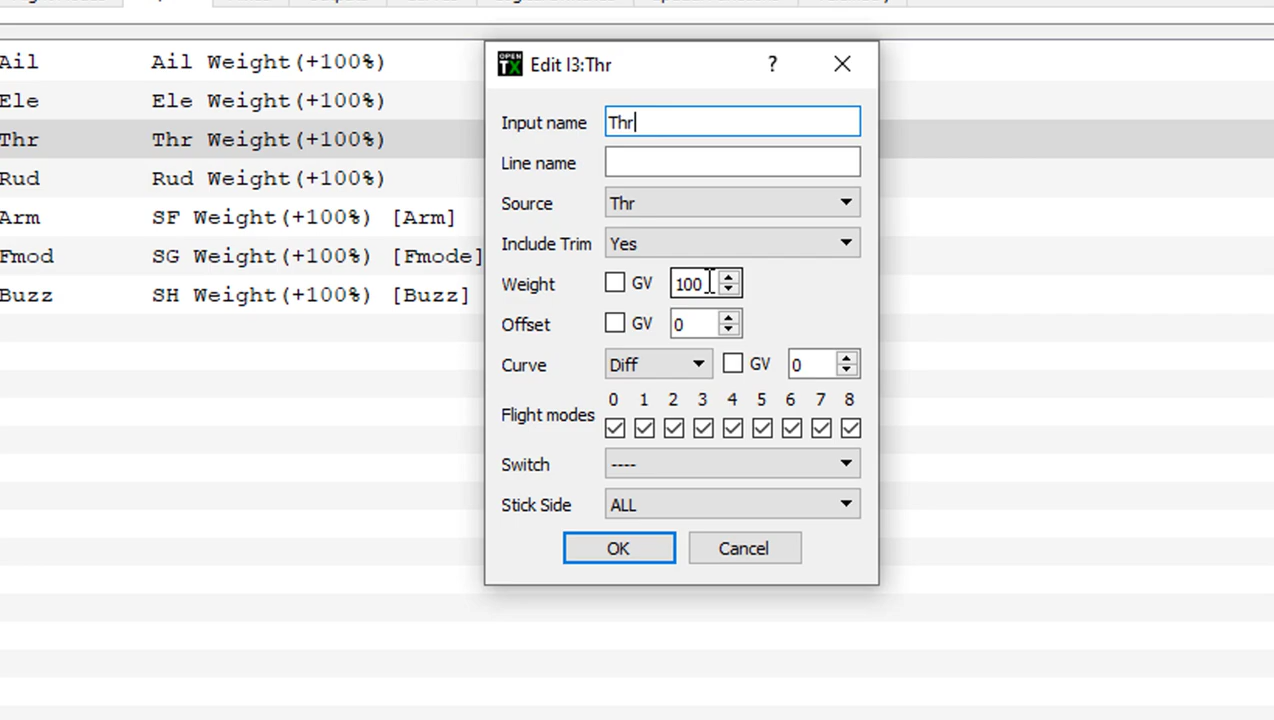 Ail Ail Weight(+100%)
Ele Ele Weight(+100%)
Thr Thr Weight(+100%)
Rud Rud Weight(+100%)
Arm SF Weight(+100%) [Arm]
Fmod SG Weight(+100%) [Fmode]
Buzz SH Weight(+100%) [Buzz]
OPEN TX Edit I3:Thr ?
Input name Thr
Line name
Source Thr
Include Trim Yes
Weight GV 100
Offset GV 0
Curve Diff GV 0
0 1 2 3 4 5 6 7 8
Flight modes
Switch ----
Stick Side ALL
OK Cancel